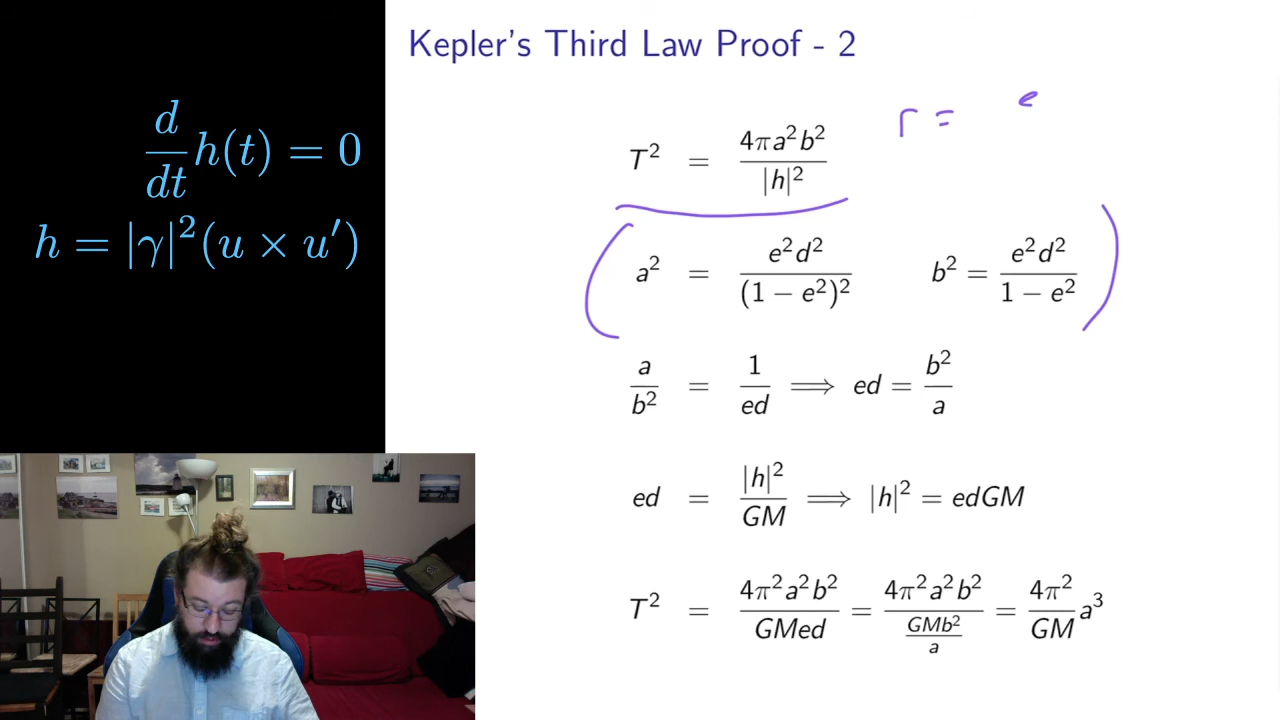 Kepler's Third Law Proof - 2
d/dt h(t) = 0
h = |γ|²(u × u′)
r = e
T² = 4πa²b²/|h|²
a² = e²d²/(1 − e²)² b² = e²d²/(1 − e²)
a/b² = 1/ed ⟹ ed = b²/a
ed = |h|²/GM ⟹ |h|² = edGM
T² = 4π²a²b²/GMed = 4π²a²b²/(GMb²/a) = 4π²/GM a³